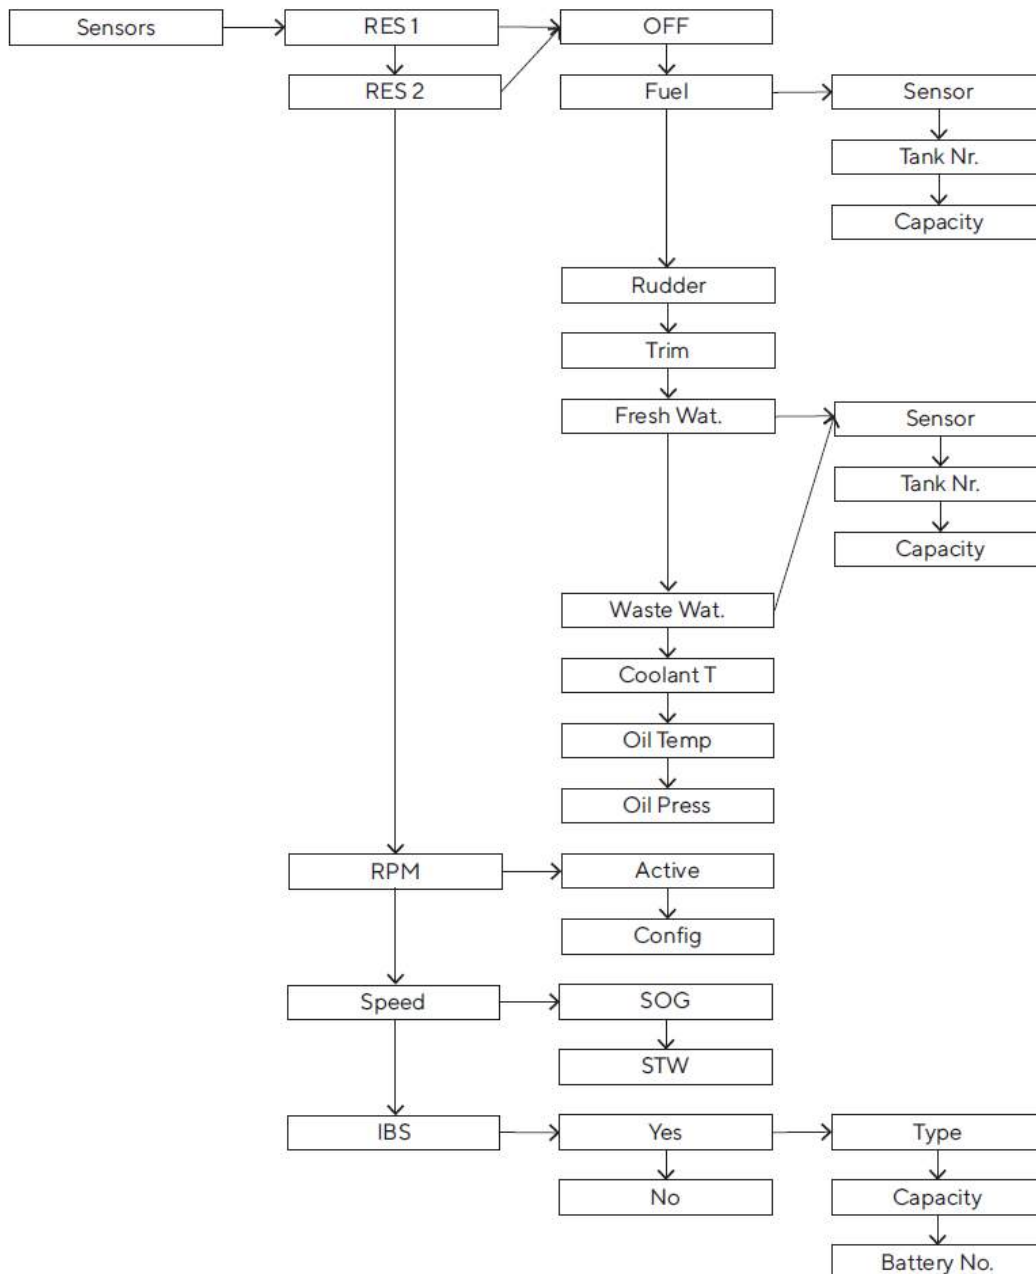 Sensors
RES 1
OFF
RES 2
Fuel
Sensor
Tank Nr.
Capacity
Rudder
Trim
Fresh Wat.
Sensor
Tank Nr.
Capacity
Waste Wat.
Coolant T
Oil Temp
Oil Press
RPM
Active
Config
Speed
SOG
STW
IBS
Yes
Type
No
Capacity
Battery No.